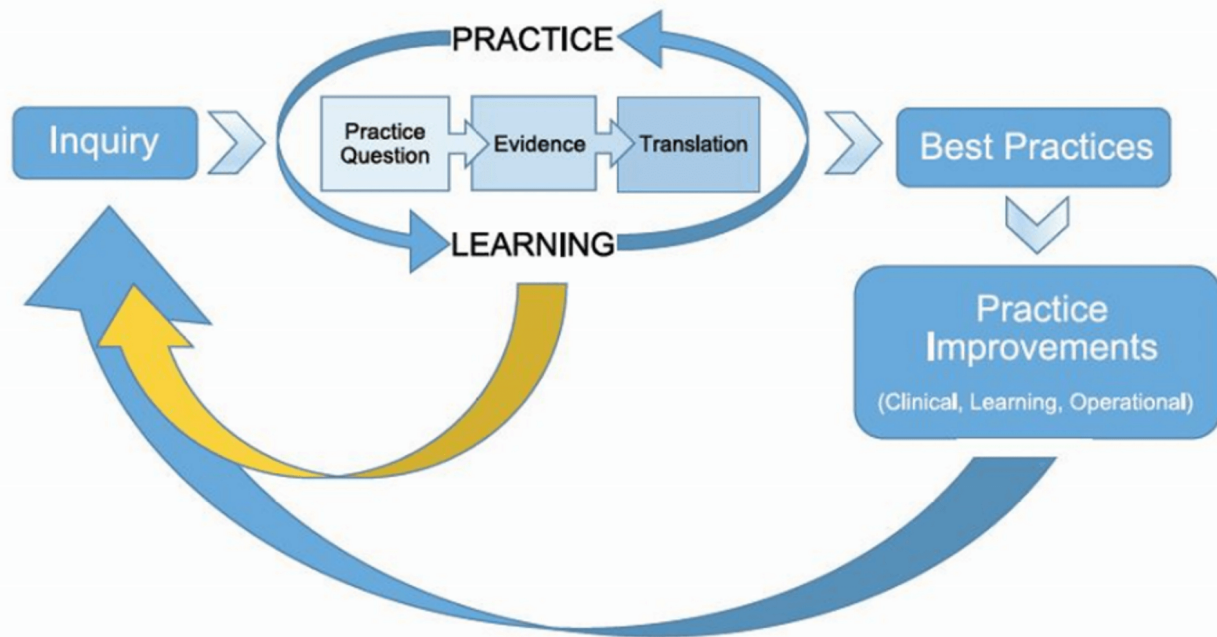 PRACTICE
Inquiry
Practice
Question
Evidence
Translation
Best Practices
LEARNING
Practice
Improvements
(Clinical, Learning, Operational)